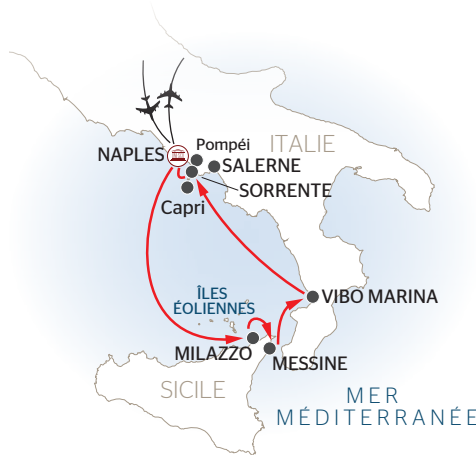 Pompéi
ITALIE
NAPLES
SALERNE
SORRENTE
Capri
ÎLES
ÉOLIENNES
VIBO MARINA
MILAZZO
MESSINE
SICILE
MER
MÉDITERRANÉE